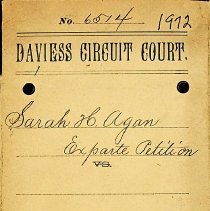 No. 6514 1912
DAVIESS CIRCUIT COURT.
Sarah H Agan
Exparte Petition
VS.